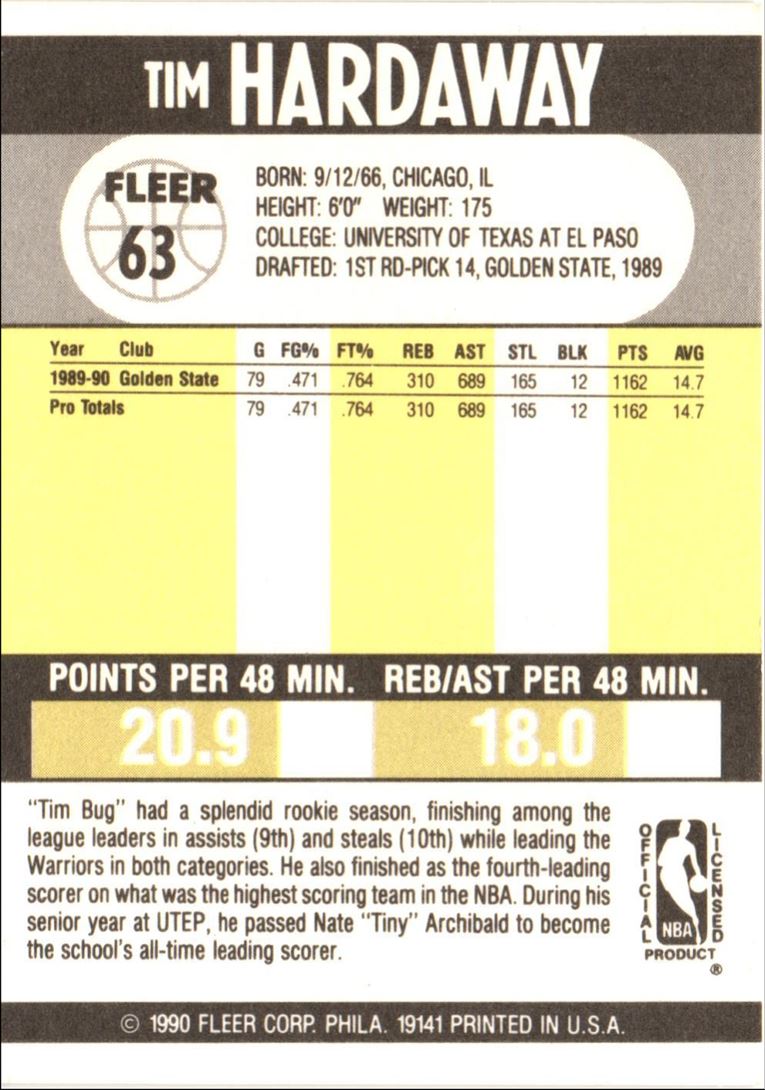 TIM HARDAWAY
FLEER
63
BORN: 9/12/66, CHICAGO, IL
HEIGHT: 6'0" WEIGHT: 175
COLLEGE: UNIVERSITY OF TEXAS AT EL PASO
DRAFTED: 1ST RD-PICK 14, GOLDEN STATE, 1989
Year Club G FG% FT% REB AST STL BLK PTS AVG
1989-90 Golden State 79 .471 .764 310 689 165 12 1162 14.7
Pro Totals 79 .471 .764 310 689 165 12 1162 14.7
POINTS PER 48 MIN. REB/AST PER 48 MIN.
20.9 18.0
"Tim Bug" had a splendid rookie season, finishing among the
league leaders in assists (9th) and steals (10th) while leading the
Warriors in both categories. He also finished as the fourth-leading
scorer on what was the highest scoring team in the NBA. During his
senior year at UTEP, he passed Nate "Tiny" Archibald to become
the school's all-time leading scorer.
OFFICIAL LICENSED
NBA
PRODUCT
®
© 1990 FLEER CORP. PHILA. 19141 PRINTED IN U.S.A.